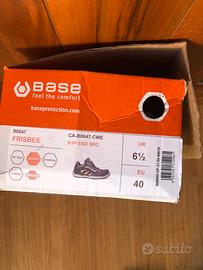 BASE
feel the comfort
baseprotection.com
B0647
FRISBEE
CA-B0647-CWE
S1P ESD SRC
UK
6½
EU
40
subito